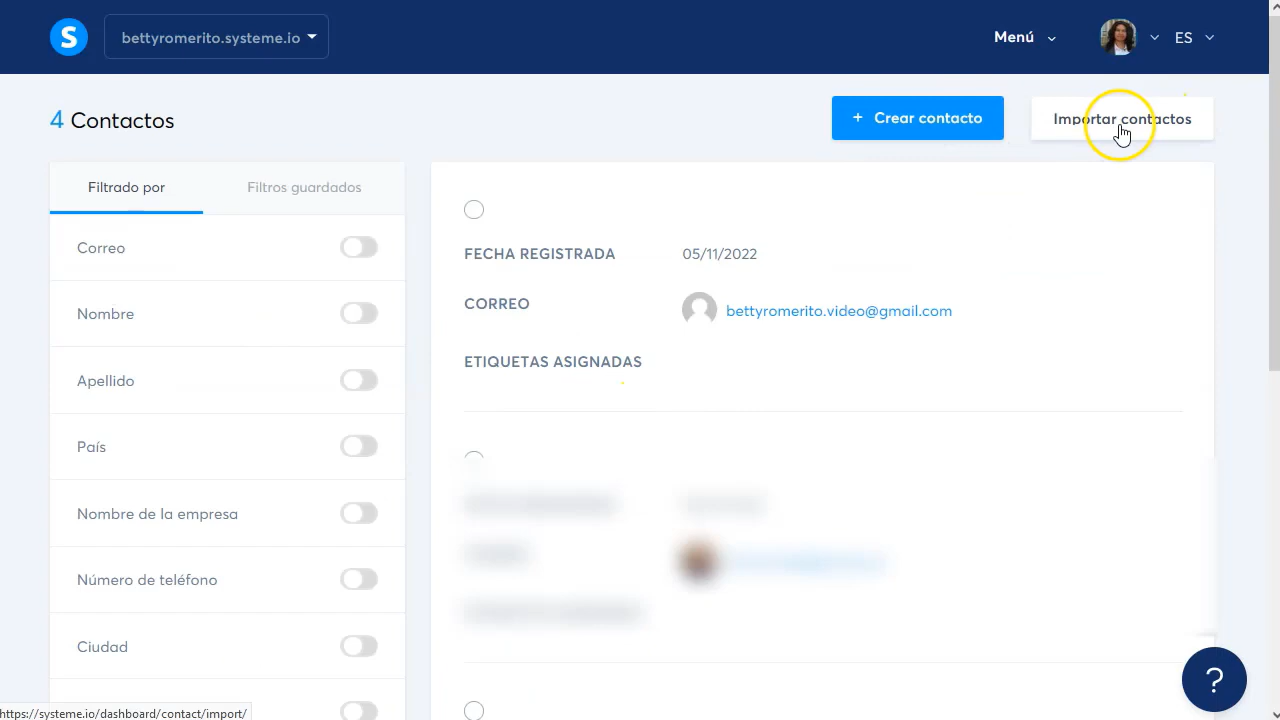 S
bettyromerito.systeme.io
Menú
ES
4 Contactos
+ Crear contacto
Importar contactos
Filtrado por
Filtros guardados
Correo
Nombre
Apellido
País
Nombre de la empresa
Número de teléfono
Ciudad
FECHA REGISTRADA 05/11/2022
CORREO bettyromerito.video@gmail.com
ETIQUETAS ASIGNADAS
?
https://systeme.io/dashboard/contact/import/